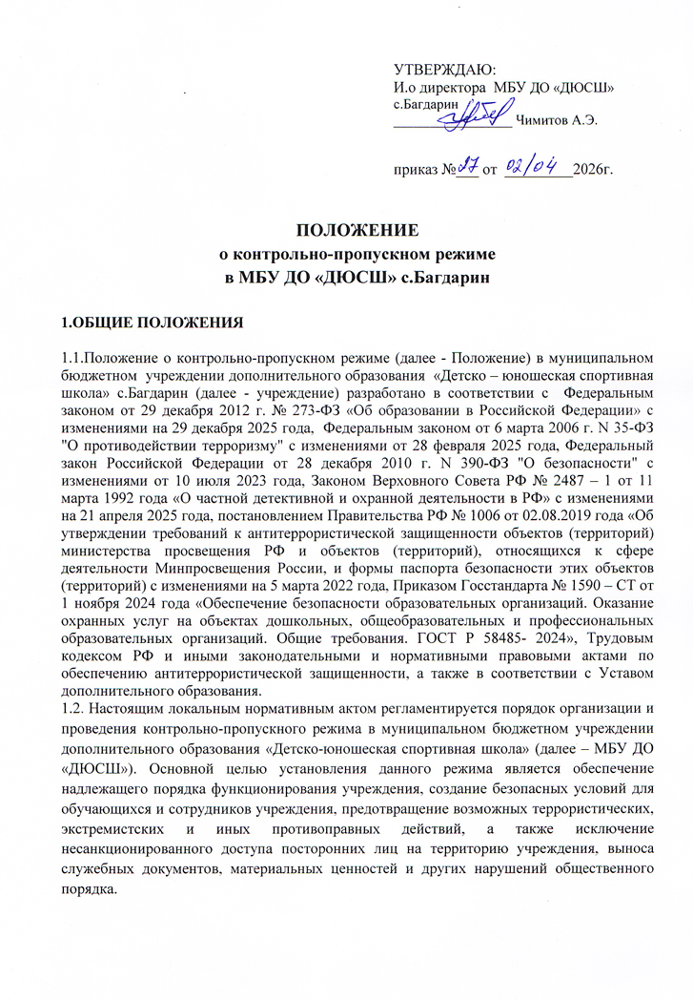 УТВЕРЖДАЮ:
И.о директора МБУ ДО «ДЮСШ»
с.Багдарин
________________ Чимитов А.Э.
приказ № 27 от 02/04 2026г.
ПОЛОЖЕНИЕ
о контрольно-пропускном режиме
в МБУ ДО «ДЮСШ» с.Багдарин
1.ОБЩИЕ ПОЛОЖЕНИЯ
1.1.Положение о контрольно-пропускном режиме (далее - Положение) в муниципальном
бюджетном учреждении дополнительного образования «Детско – юношеская спортивная
школа» с.Багдарин (далее - учреждение) разработано в соответствии с Федеральным
законом от 29 декабря 2012 г. № 273-ФЗ «Об образовании в Российской Федерации» с
изменениями на 29 декабря 2025 года, Федеральным законом от 6 марта 2006 г. N 35-ФЗ
"О противодействии терроризму" с изменениями от 28 февраля 2025 года, Федеральный
закон Российской Федерации от 28 декабря 2010 г. N 390-ФЗ "О безопасности" с
изменениями от 10 июля 2023 года, Законом Верховного Совета РФ № 2487 – 1 от 11
марта 1992 года «О частной детективной и охранной деятельности в РФ» с изменениями
на 21 апреля 2025 года, постановлением Правительства РФ № 1006 от 02.08.2019 года «Об
утверждении требований к антитеррористической защищенности объектов (территорий)
министерства просвещения РФ и объектов (территорий), относящихся к сфере
деятельности Минпросвещения России, и формы паспорта безопасности этих объектов
(территорий) с изменениями на 5 марта 2022 года, Приказом Госстандарта № 1590 – СТ от
1 ноября 2024 года «Обеспечение безопасности образовательных организаций. Оказание
охранных услуг на объектах дошкольных, общеобразовательных и профессиональных
образовательных организаций. Общие требования. ГОСТ Р 58485- 2024», Трудовым
кодексом РФ и иными законодательными и нормативными правовыми актами по
обеспечению антитеррористической защищенности, а также в соответствии с Уставом
дополнительного образования.
1.2. Настоящим локальным нормативным актом регламентируется порядок организации и
проведения контрольно-пропускного режима в муниципальном бюджетном учреждении
дополнительного образования «Детско-юношеская спортивная школа» (далее – МБУ ДО
«ДЮСШ»). Основной целью установления данного режима является обеспечение
надлежащего порядка функционирования учреждения, создание безопасных условий для
обучающихся и сотрудников учреждения, предотвращение возможных террористических,
экстремистских и иных противоправных действий, а также исключение
несанкционированного доступа посторонних лиц на территорию учреждения, выноса
служебных документов, материальных ценностей и других нарушений общественного
порядка.